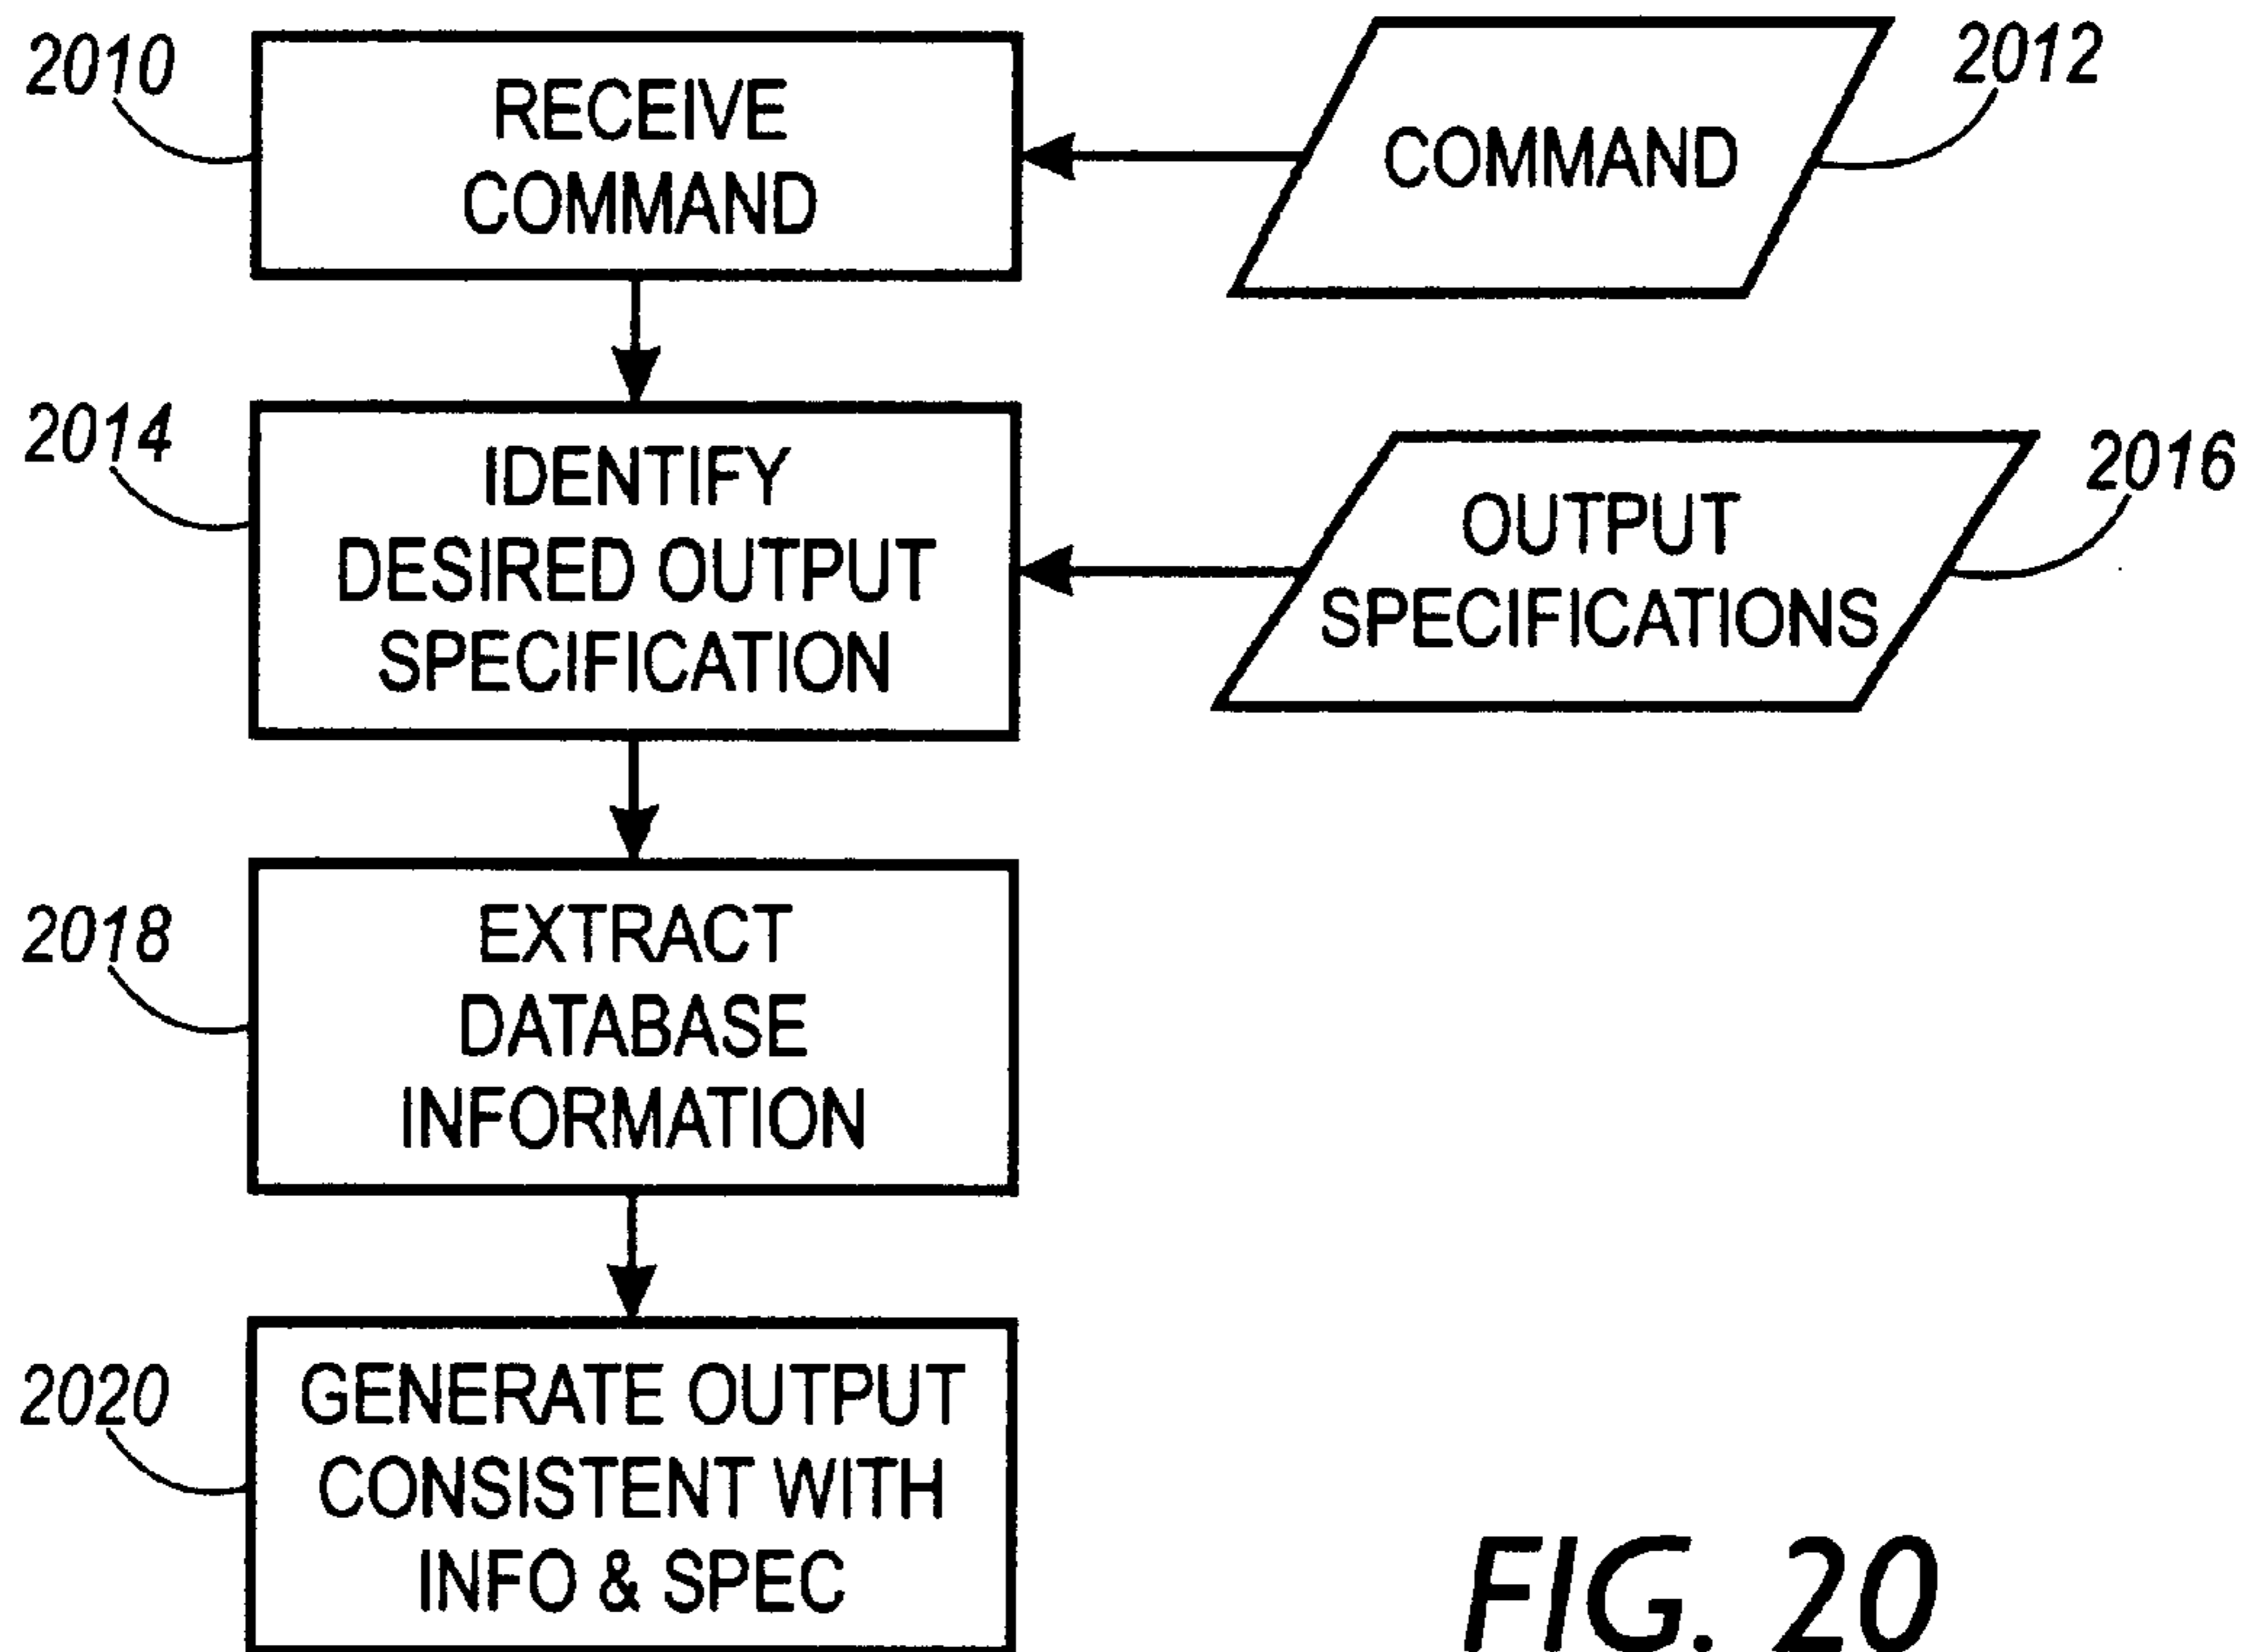 2010
RECEIVE
COMMAND
COMMAND
2012
2014
IDENTIFY
DESIRED OUTPUT
SPECIFICATION
OUTPUT
SPECIFICATIONS
2016
2018
EXTRACT
DATABASE
INFORMATION
2020
GENERATE OUTPUT
CONSISTENT WITH
INFO & SPEC
FIG. 20